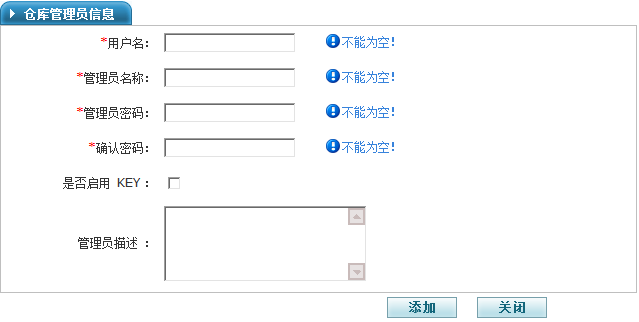 仓库管理员信息
*用户名： 不能为空!
*管理员名称： 不能为空!
*管理员密码： 不能为空!
*确认密码： 不能为空!
是否启用 KEY ：
管理员描述 ：
添加 关闭